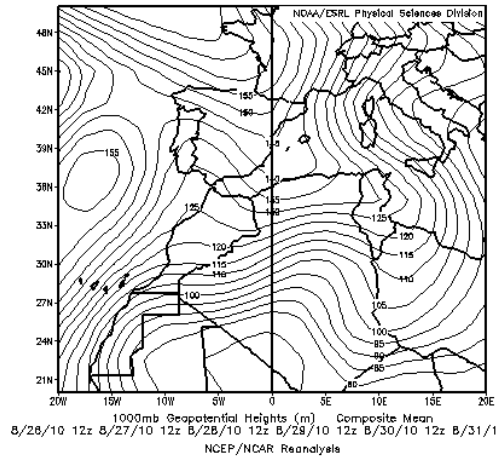 NOAA/ESRL Physical Sciences Division
48N
45N
42N
39N
36N
33N
30N
27N
24N
21N
155
150
145
155
140
130
125
125
120
120
115
115
110
110
105
100
100
95
90
85
80
20W 15W 10W 5W 0 5E 10E 15E 20E
1000mb Geopotential Heights (m) Composite Mean
8/26/10 12z 8/27/10 12z 8/28/10 12z 8/29/10 12z 8/30/10 12z 8/31/1
NCEP/NCAR Reanalysis